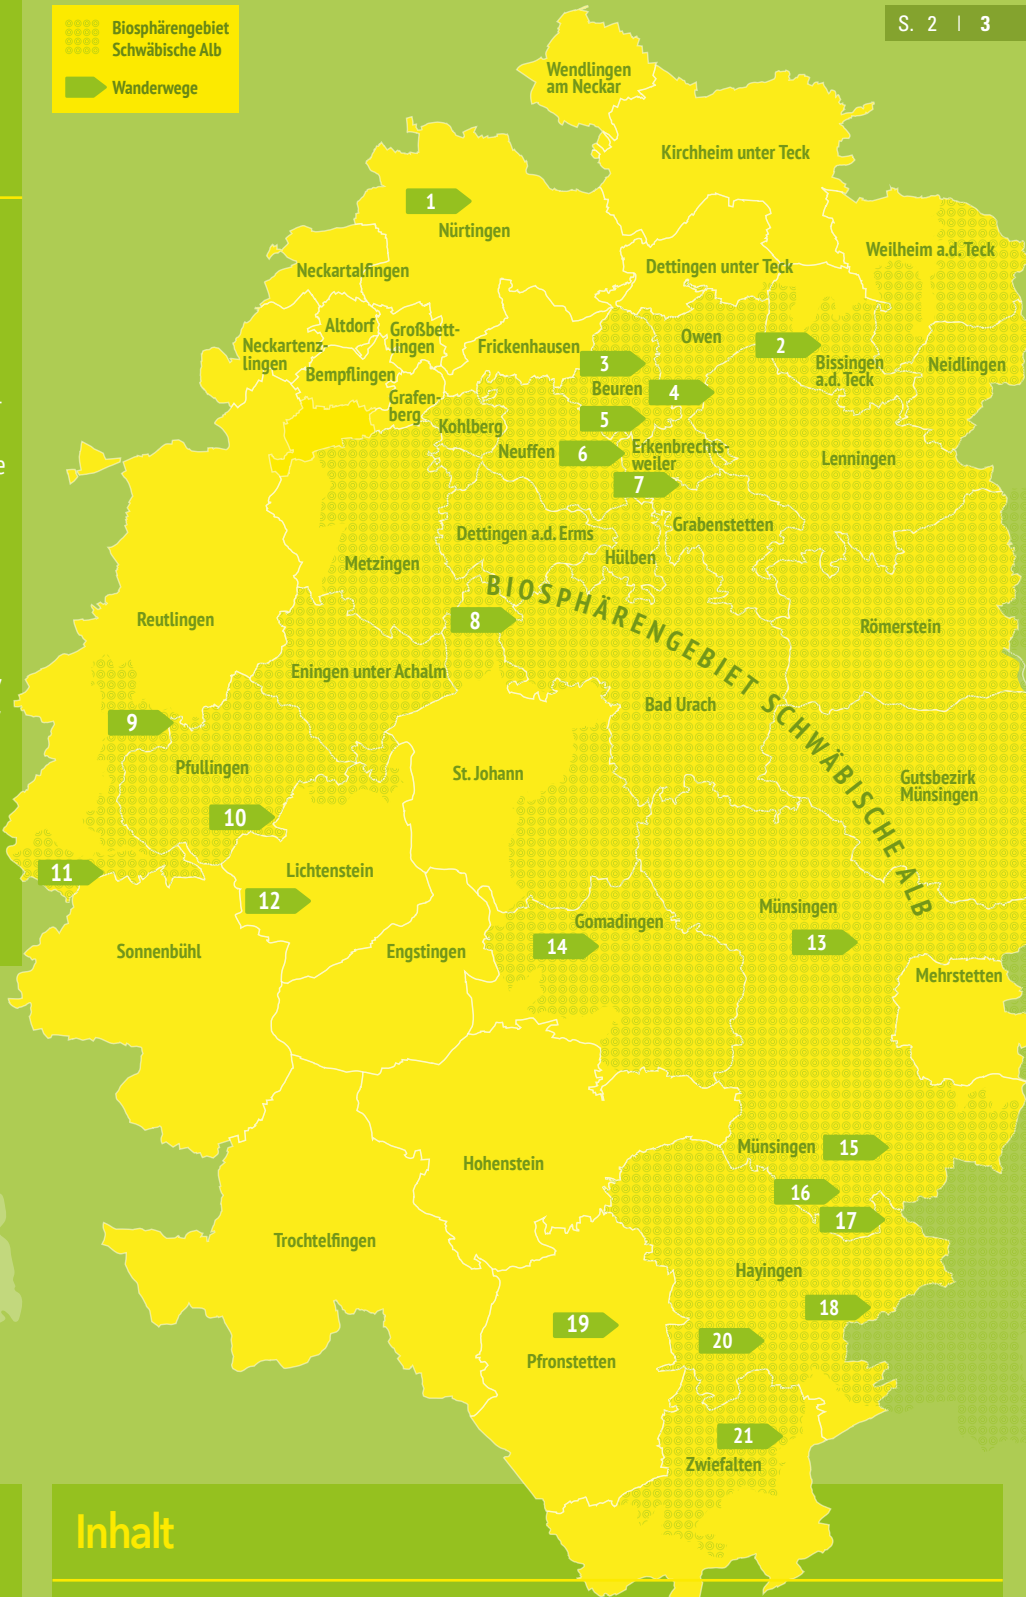 Biosphärengebiet
Schwäbische Alb
Wanderwege
S. 2 | 3
Wendlingen
am Neckar
Kirchheim unter Teck
1
Nürtingen
Weilheim a.d. Teck
Neckartalfingen
Dettingen unter Teck
Altdorf
Großbett-
lingen
Neckartenz-
lingen
Frickenhausen
Owen
2
Bissingen
a.d. Teck
Neidlingen
3
Bempflingen
Beuren
4
Grafen-
berg
5
Kohlberg
Neuffen
6
Erkenbrechts-
weiler
Lenningen
7
Grabenstetten
Dettingen a.d. Erms
Hülben
Metzingen
BIOSPHÄRENGEBIET SCHWÄBISCHE ALB
8
Reutlingen
Römerstein
Eningen unter Achalm
Bad Urach
9
Pfullingen
St. Johann
Gutsbezirk
Münsingen
10
11
Lichtenstein
12
Münsingen
Gomadingen
13
14
Sonnenbühl
Engstingen
Mehrstetten
Münsingen
15
Hohenstein
16
17
Trochtelfingen
Hayingen
18
19
20
Pfronstetten
21
Zwiefalten
Inhalt